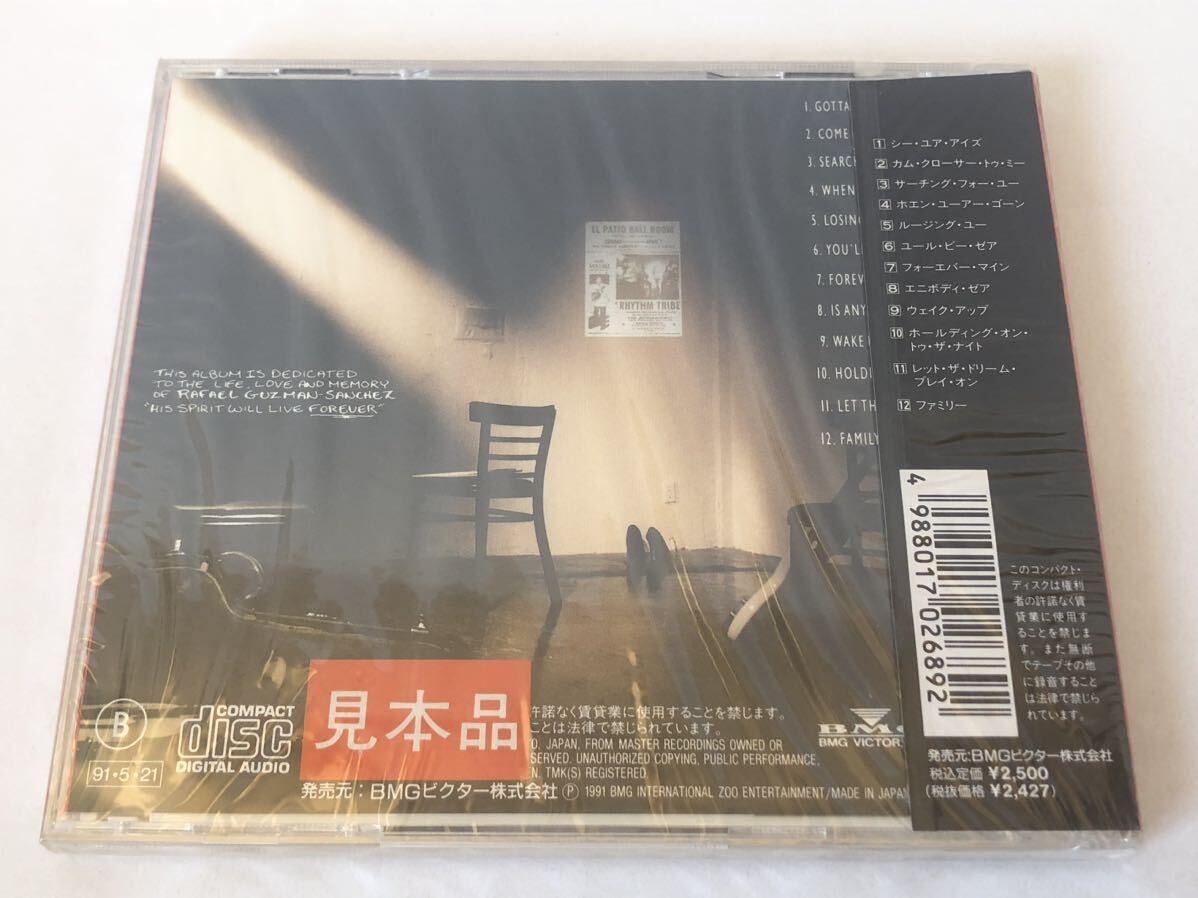 THIS ALBUM IS DEDICATED
TO THE LIFE, LOVE AND MEMORY
OF RAFAEL GUZMAN-SANCHEZ
"HIS SPIRIT WILL LIVE FOREVER"
EL PATIO BALL ROOM
RHYTHM TRIBE
1. GOTTA
2. COME
3. SEARCH
4. WHEN
5. LOSING
6. YOU'L
7. FOREV
8. IS ANY
9. WAKE
10. HOLDI
11. LET TH
12. FAMILY
1 シー・ユア・アイズ
2 カム・クローサー・トゥ・ミー
3 サーチング・フォー・ユー
4 ホエン・ユーアー・ゴーン
5 ルージング・ユー
6 ユール・ビー・ゼア
7 フォーエバー・マイン
8 エニボディ・ゼア
9 ウェイク・アップ
10 ホールディング・オン・
トゥ・ザ・ナイト
11 レット・ザ・ドリーム・
プレイ・オン
12 ファミリー
4 988017 026892
このコンパクト・
ディスクは権利
者の許諾なく賃
貸業に使用す
ることを禁じま
す。また無断
でテープその他
に録音すること
は法律で禁じら
れています。
発売元:BMGビクター株式会社
税込定価 ¥2,500
(税抜価格 ¥2,427)
B
91・5・21
COMPACT
disc
DIGITAL AUDIO
見本品
許諾なく賃貸業に使用することを禁じます。
ことは法律で禁じられています。
D, JAPAN, FROM MASTER RECORDINGS OWNED OR
SERVED. UNAUTHORIZED COPYING, PUBLIC PERFORMANCE,
EN. TMK(S) REGISTERED.
発売元:BMGビクター株式会社 Ⓟ 1991 BMG INTERNATIONAL ZOO ENTERTAINMENT/MADE IN JAPAN
BMG
BMG VICTOR